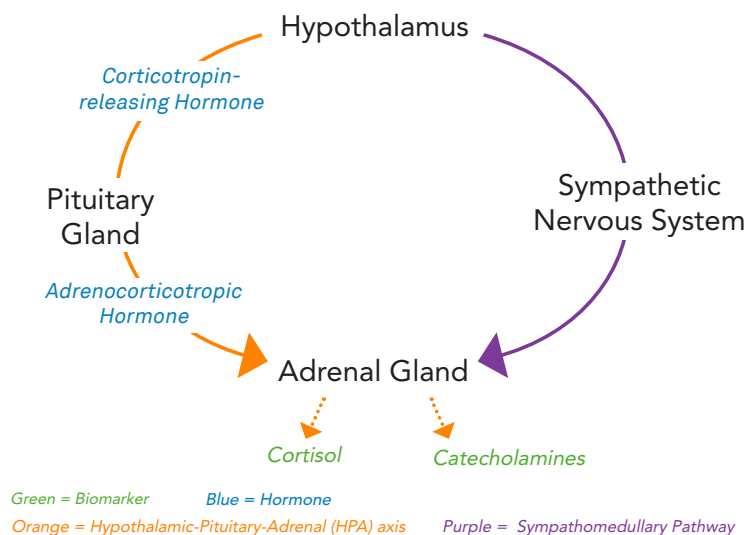 Hypothalamus
Corticotropin-
releasing Hormone
Pituitary
Gland
Sympathetic
Nervous System
Adrenocorticotropic
Hormone
Adrenal Gland
Cortisol
Catecholamines
Green = Biomarker
Blue = Hormone
Orange = Hypothalamic-Pituitary-Adrenal (HPA) axis
Purple = Sympathomedullary Pathway